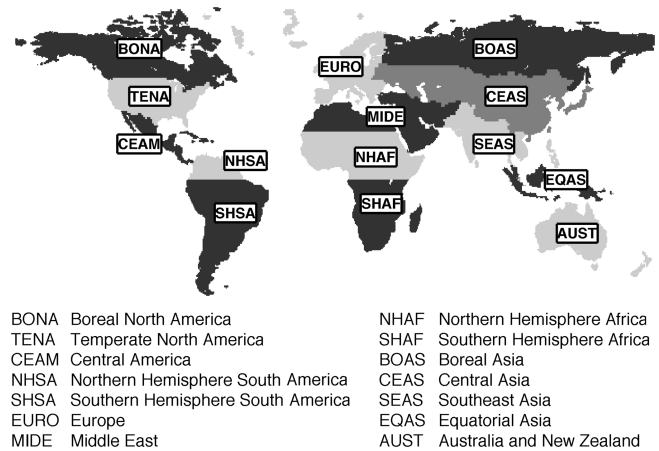 BONA
BOAS
EURO
TENA
CEAS
MIDE
CEAM
SEAS
NHSA
NHAF
EQAS
SHAF
SHSA
AUST
BONA Boreal North America
TENA Temperate North America
CEAM Central America
NHSA Northern Hemisphere South America
SHSA Southern Hemisphere South America
EURO Europe
MIDE Middle East
NHAF Northern Hemisphere Africa
SHAF Southern Hemisphere Africa
BOAS Boreal Asia
CEAS Central Asia
SEAS Southeast Asia
EQAS Equatorial Asia
AUST Australia and New Zealand